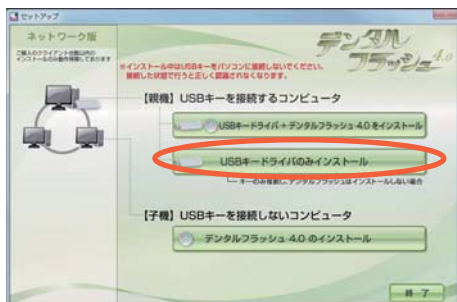 セットアップ
ネットワーク版
ご購入のクライアント台数以内の
インストールのみ動作保障しております
デンタル
フラッシュ4.0
※インストール中はUSBキーをパソコンに接続しないでください。
接続した状態で行うと正しく認識されなくなります。
【親機】USBキーを接続するコンピュータ
USBキードライバ + デンタルフラッシュ 4.0 をインストール
USBキードライバのみインストール
キーのみ接続し、デンタルフラッシュはインストールしない場合
【子機】USBキーを接続しないコンピュータ
デンタルフラッシュ 4.0 のインストール
終 了